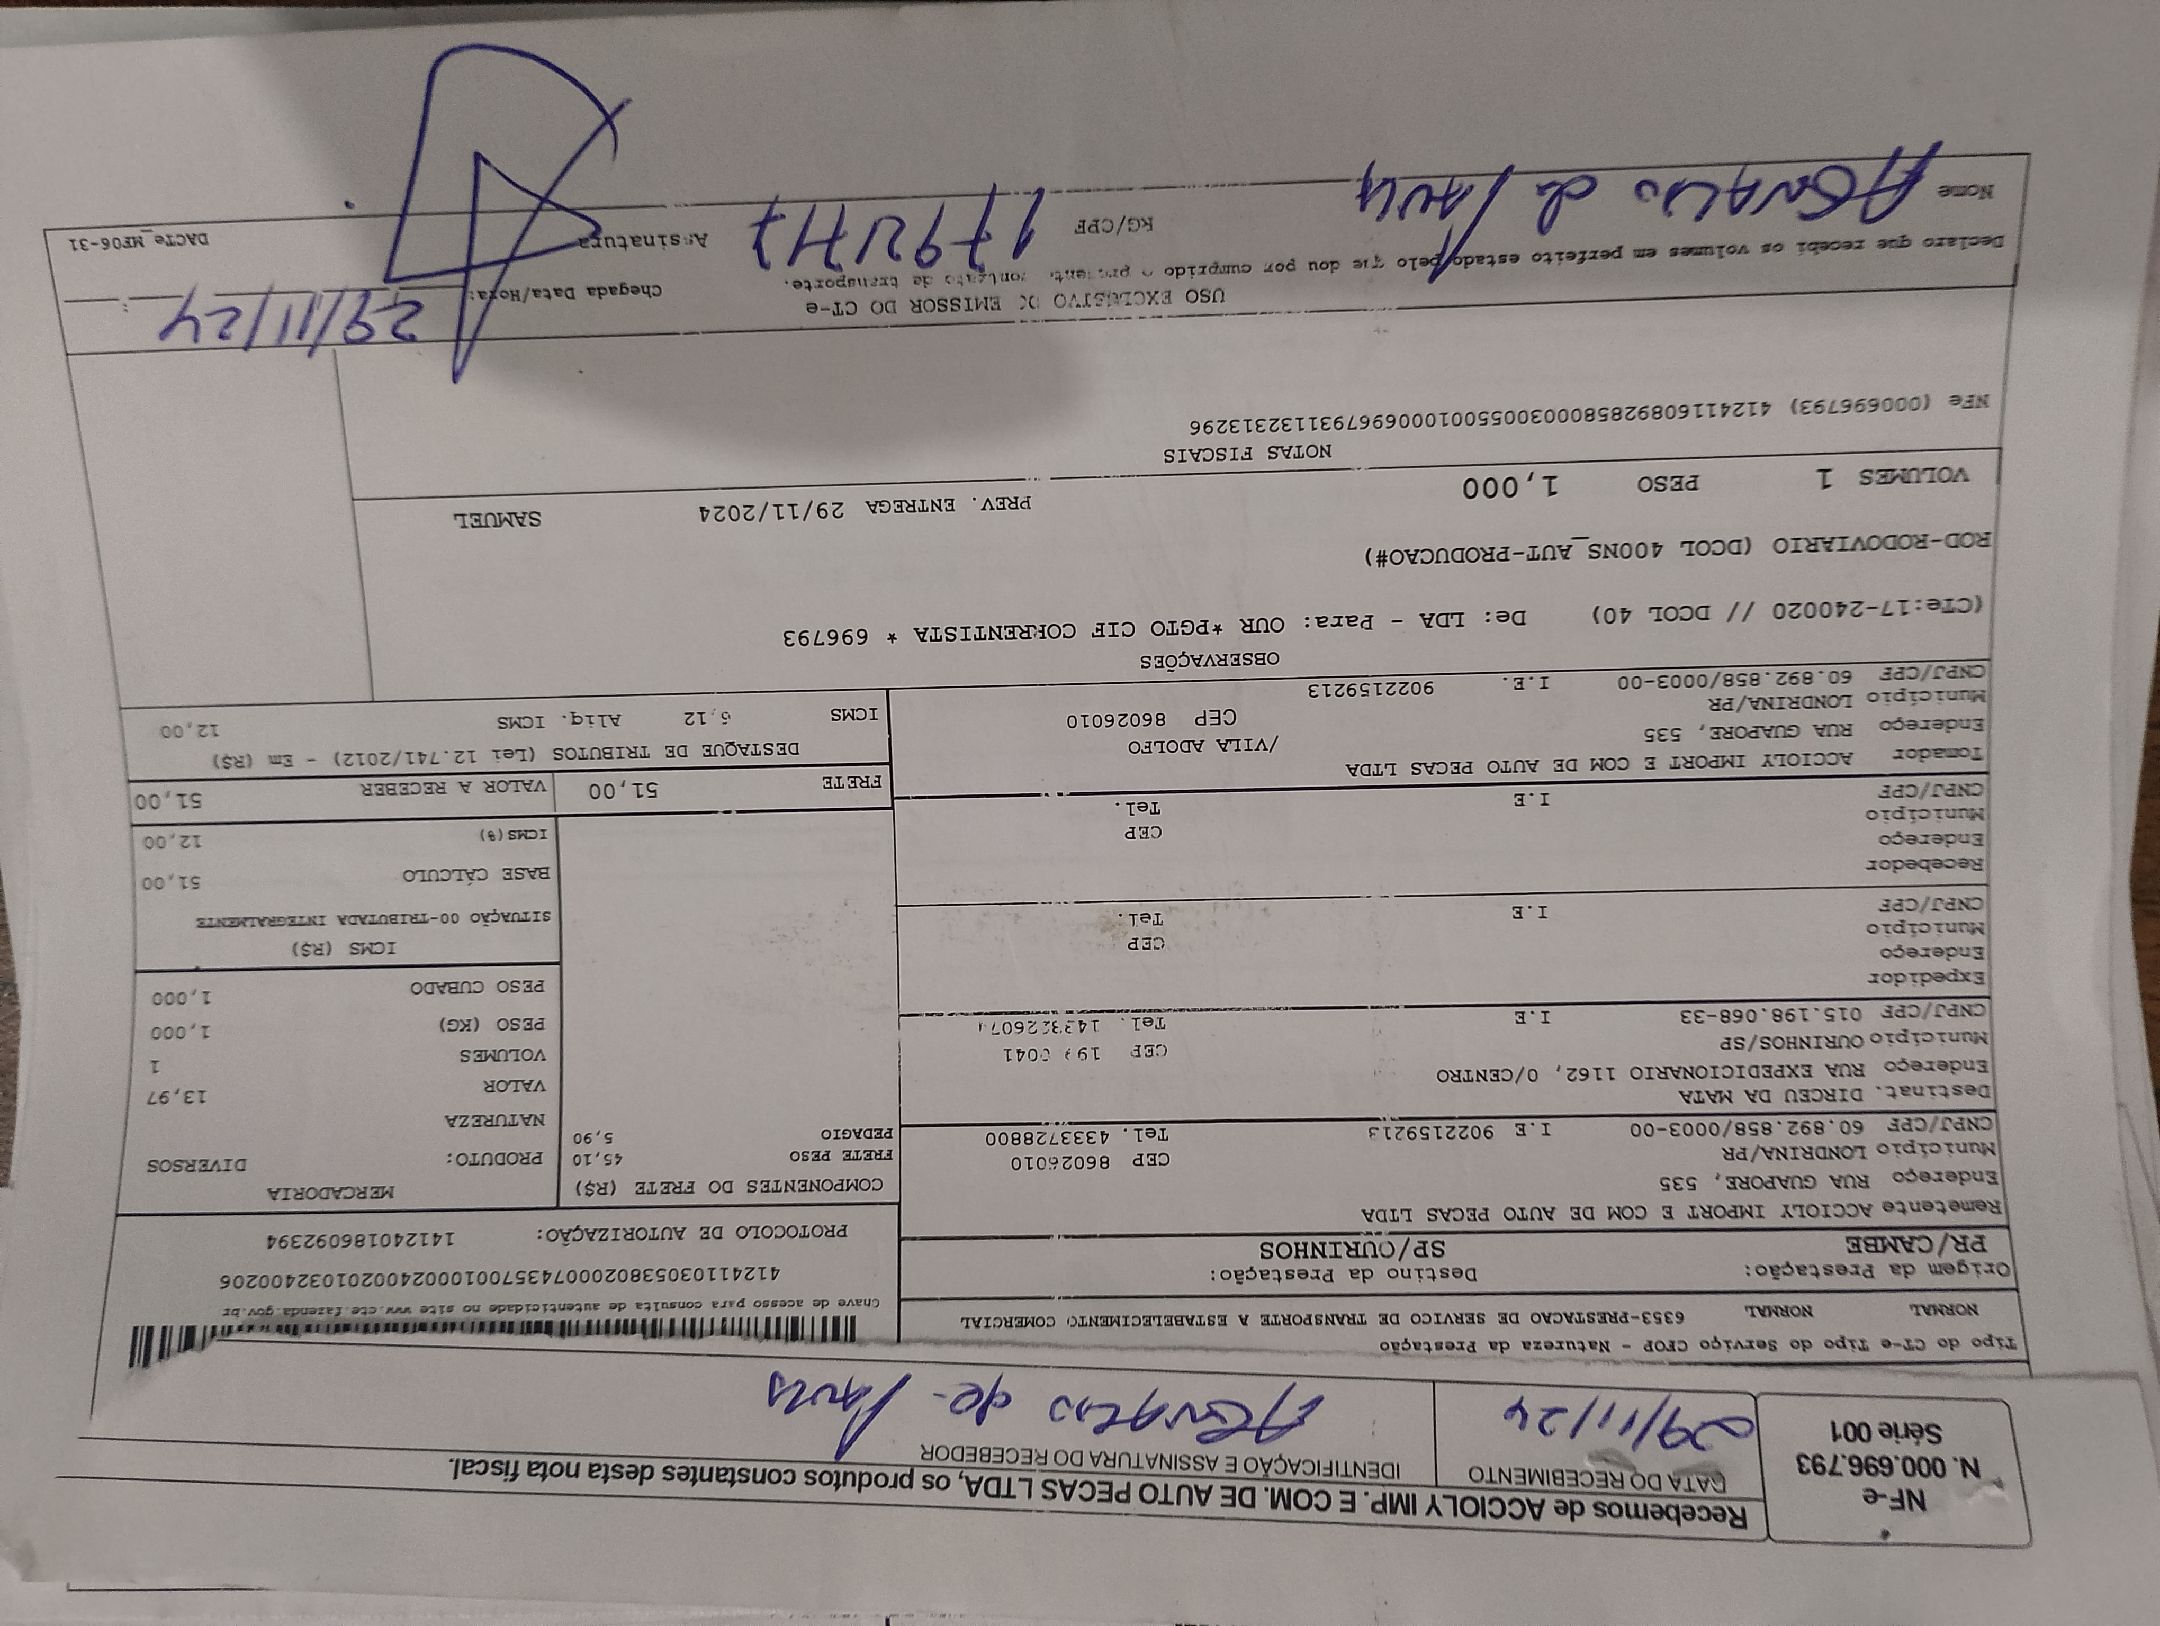 Recebemos de ACCIOLY IMP. E COM. DE AUTO PECAS LTDA, os produtos constantes desta nota fiscal.
NF-e
N. 000.696.793
Série 001
DATA DO RECEBIMENTO
29/11/24
IDENTIFICAÇÃO E ASSINATURA DO RECEBEDOR
de Paula
Tipo do CT-e Tipo do Serviço CFOP - Natureza da Prestação
NORMAL NORMAL 6353-PRESTACAO DE SERVICO DE TRANSPORTE A ESTABELECIMENTO COMERCIAL
Origem da Prestação: Destino da Prestação:
PR/CAMBE SP/OURINHOS
Chave de acesso para consulta de autenticidade no site www.cte.fazenda.gov.br
41241103053802000743570010002400201032400206
PROTOCOLO DE AUTORIZAÇÃO: 141240186092394
Remetente ACCIOLY IMPORT E COM DE AUTO PECAS LTDA
Endereço RUA GUAPORE, 535
Município LONDRINA/PR CEP 86026010
CNPJ/CPF 60.892.858/0003-00 I.E 9022159213 Tel. 4333728800
Destinat. DIRCEU DA MATA
Endereço RUA EXPEDICIONARIO 1162, 0/CENTRO
Município OURINHOS/SP CEP
CNPJ/CPF 015.198.068-33 I.E Tel.
Expedidor
Endereço
Município CEP
CNPJ/CPF I.E Tel.
Recebedor
Endereço
Município CEP
CNPJ/CPF I.E Tel.
Tomador ACCIOLY IMPORT E COM DE AUTO PECAS LTDA
Endereço RUA GUAPORE, 535 /VILA ADOLFO
Município LONDRINA/PR CEP 86026010
CNPJ/CPF 60.892.858/0003-00 I.E. 9022159213
COMPONENTES DO FRETE (R$)
FRETE PESO 45,10
PEDAGIO 5,90
MERCADORIA
PRODUTO: DIVERSOS
NATUREZA
VALOR 13,97
VOLUMES 1
PESO (KG) 1,000
PESO CUBADO 1,000
ICMS (R$)
SITUAÇÃO 00-TRIBUTADA INTEGRALMENTE
BASE CÁLCULO 51,00
ICMS(%) 12,00
FRETE 51,00 VALOR A RECEBER 51,00
DESTAQUE DE TRIBUTOS (Lei 12.741/2012) - Em (R$)
ICMS 6,12 Aliq. ICMS 12,00
OBSERVAÇÕES
(CTe:17-240020 // DCOL 40) De: LDA - Para: OUR *PGTO CIF CORRENTISTA * 696793
ROD-RODOVIARIO (DCOL 400NS_AUT-PRODUCAO#)
VOLUMES 1 PESO 1,000 PREV. ENTREGA 29/11/2024 SAMUEL
NOTAS FISCAIS
NFe (000696793) 41241160892858000300550010006967931132313296
USO EXCLUSIVO DO EMISSOR DO CT-e
Declaro que recebi os volumes em perfeito estado pelo que dou por cumprido o presente contrato de transporte.
Chegada Data/Hora: 29/11/24
Nome de Paula RG/CPF Assinatura
DACTe_MF06-31